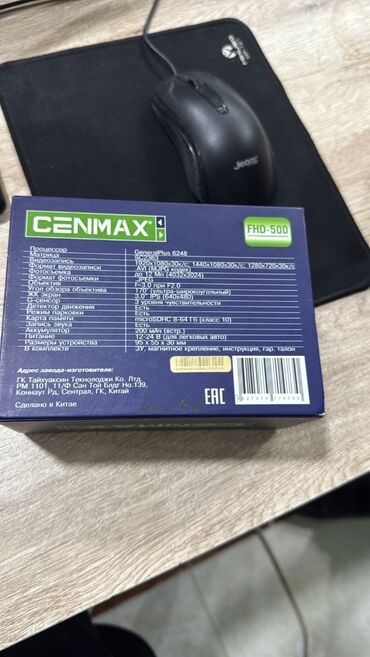 CENMAX
FHD-500
Процессор GeneralPlus 6248
Матрица
Видеозапись 1920x1080x30к/с, 1440x1080x30к/с, 1280x720x30к/с
Формат видеозаписи AVI (MJPG кодек)
Фотосъемка до 12 Мп (4032x3024)
Формат фотосъемки JPEG
Объектив f=3.0 при F2.0
Угол обзора объектива 170° (ультра-широкоугольный)
ЖК экран 3.0" IPS (640x480)
G-сенсор 3 уровня чувствительности
Детектор движения Есть
Режим парковки Есть
Карта памяти microSDHC 8-64 Гб (класс 10)
Запись звука Есть
Аккумулятор 200 мАч (встр.)
Питание 12-24 В (для легковых авто)
Размеры устройства 95 x 55 x 30 мм
В комплекте ЗУ, магнитное крепление, инструкция, гар. талон
Адрес завода-изготовителя:
ГК Тайхуаксин Текнолоджи Ко. Лтд.
РМ 1101, 11/Ф Сан Той Блдг Но.139,
Коннаут Рд, Сентрал, ГК, Китай
Сделано в Китае
EAC
Jeqang